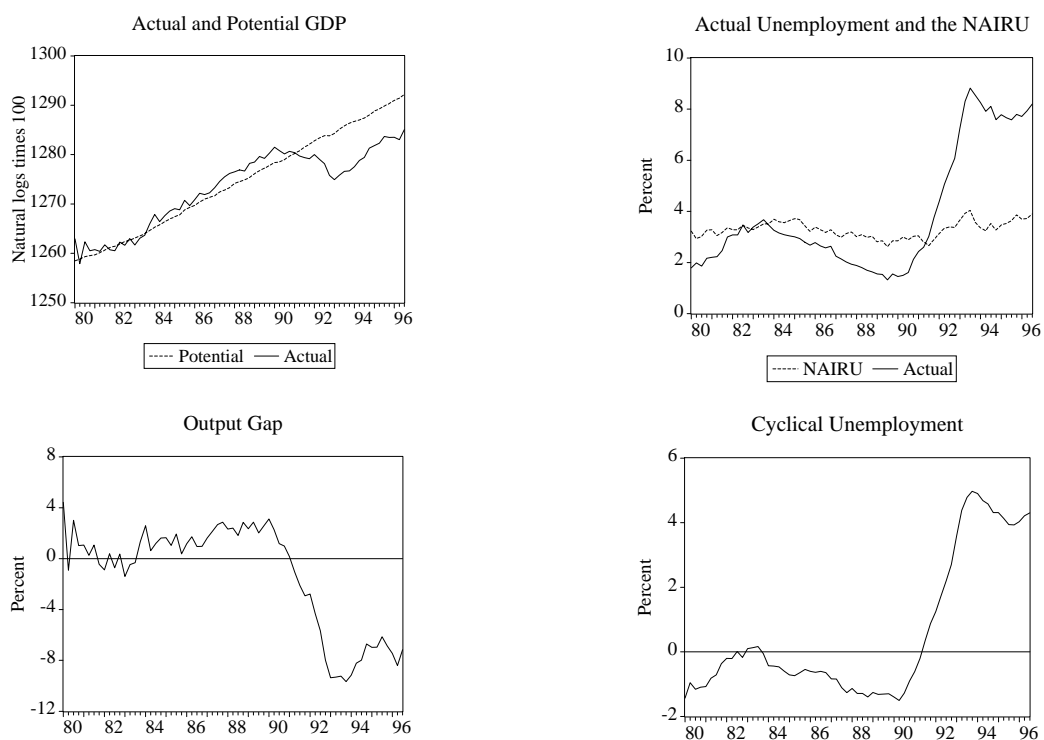 Actual and Potential GDP
Natural logs times 100
1300
1290
1280
1270
1260
1250
80 82 84 86 88 90 92 94 96
Potential Actual
Actual Unemployment and the NAIRU
Percent
10
8
6
4
2
0
80 82 84 86 88 90 92 94 96
NAIRU Actual
Output Gap
Percent
8
4
0
-4
-8
-12
80 82 84 86 88 90 92 94 96
Cyclical Unemployment
Percent
6
4
2
0
-2
80 82 84 86 88 90 92 94 96